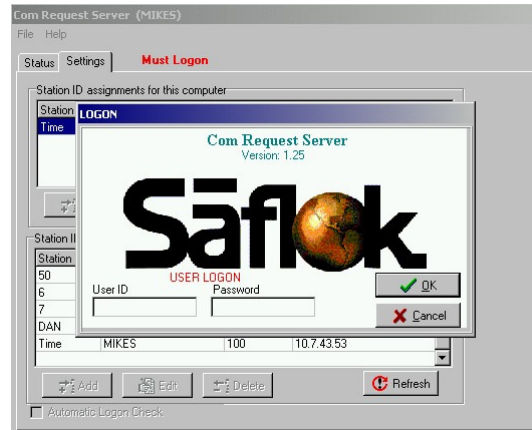 Com Request Server (MIKES)
File Help
Status Settings Must Logon
Station ID assignments for this computer
Station
Time
LOGON
Com Request Server
Version: 1.25
Saflok
USER LOGON
User ID Password
OK
Cancel
Station
Station
50
6
7
DAN
Time MIKES 100 10.7.43.53
Add Edit Delete Refresh
Automatic Logon Check